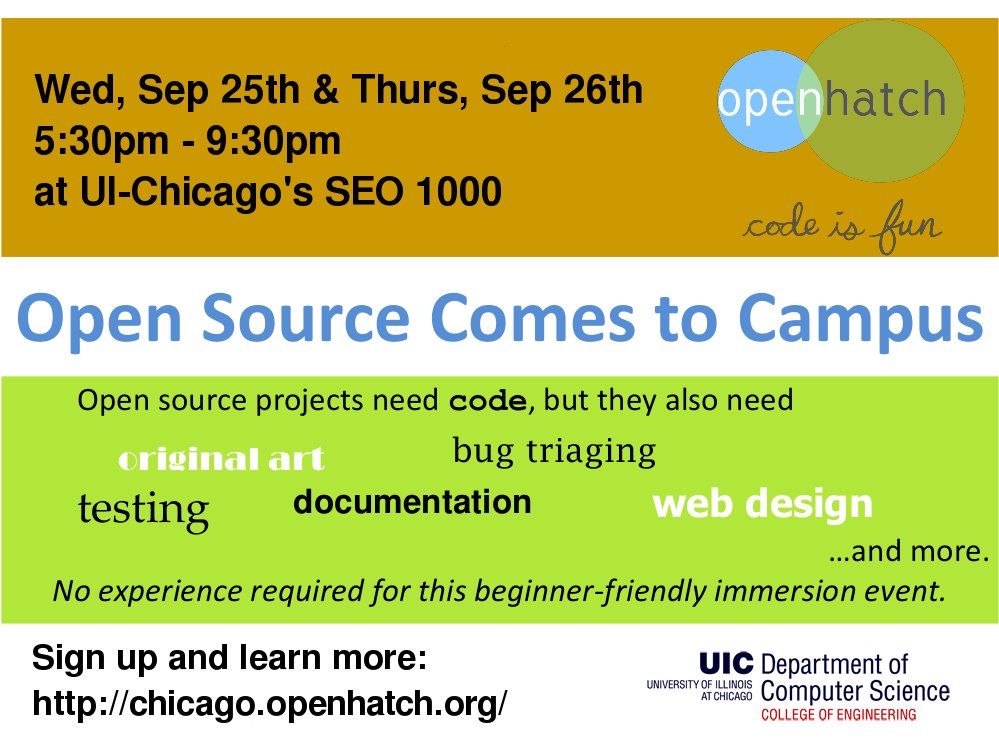 Wed, Sep 25th & Thurs, Sep 26th
5:30pm - 9:30pm
at UI-Chicago's SEO 1000
openhatch
code is fun
Open Source Comes to Campus
Open source projects need code, but they also need
original art
bug triaging
testing
documentation
web design
...and more.
No experience required for this beginner-friendly immersion event.
Sign up and learn more:
http://chicago.openhatch.org/
UIC
UNIVERSITY OF ILLINOIS
AT CHICAGO
Department of
Computer Science
COLLEGE OF ENGINEERING